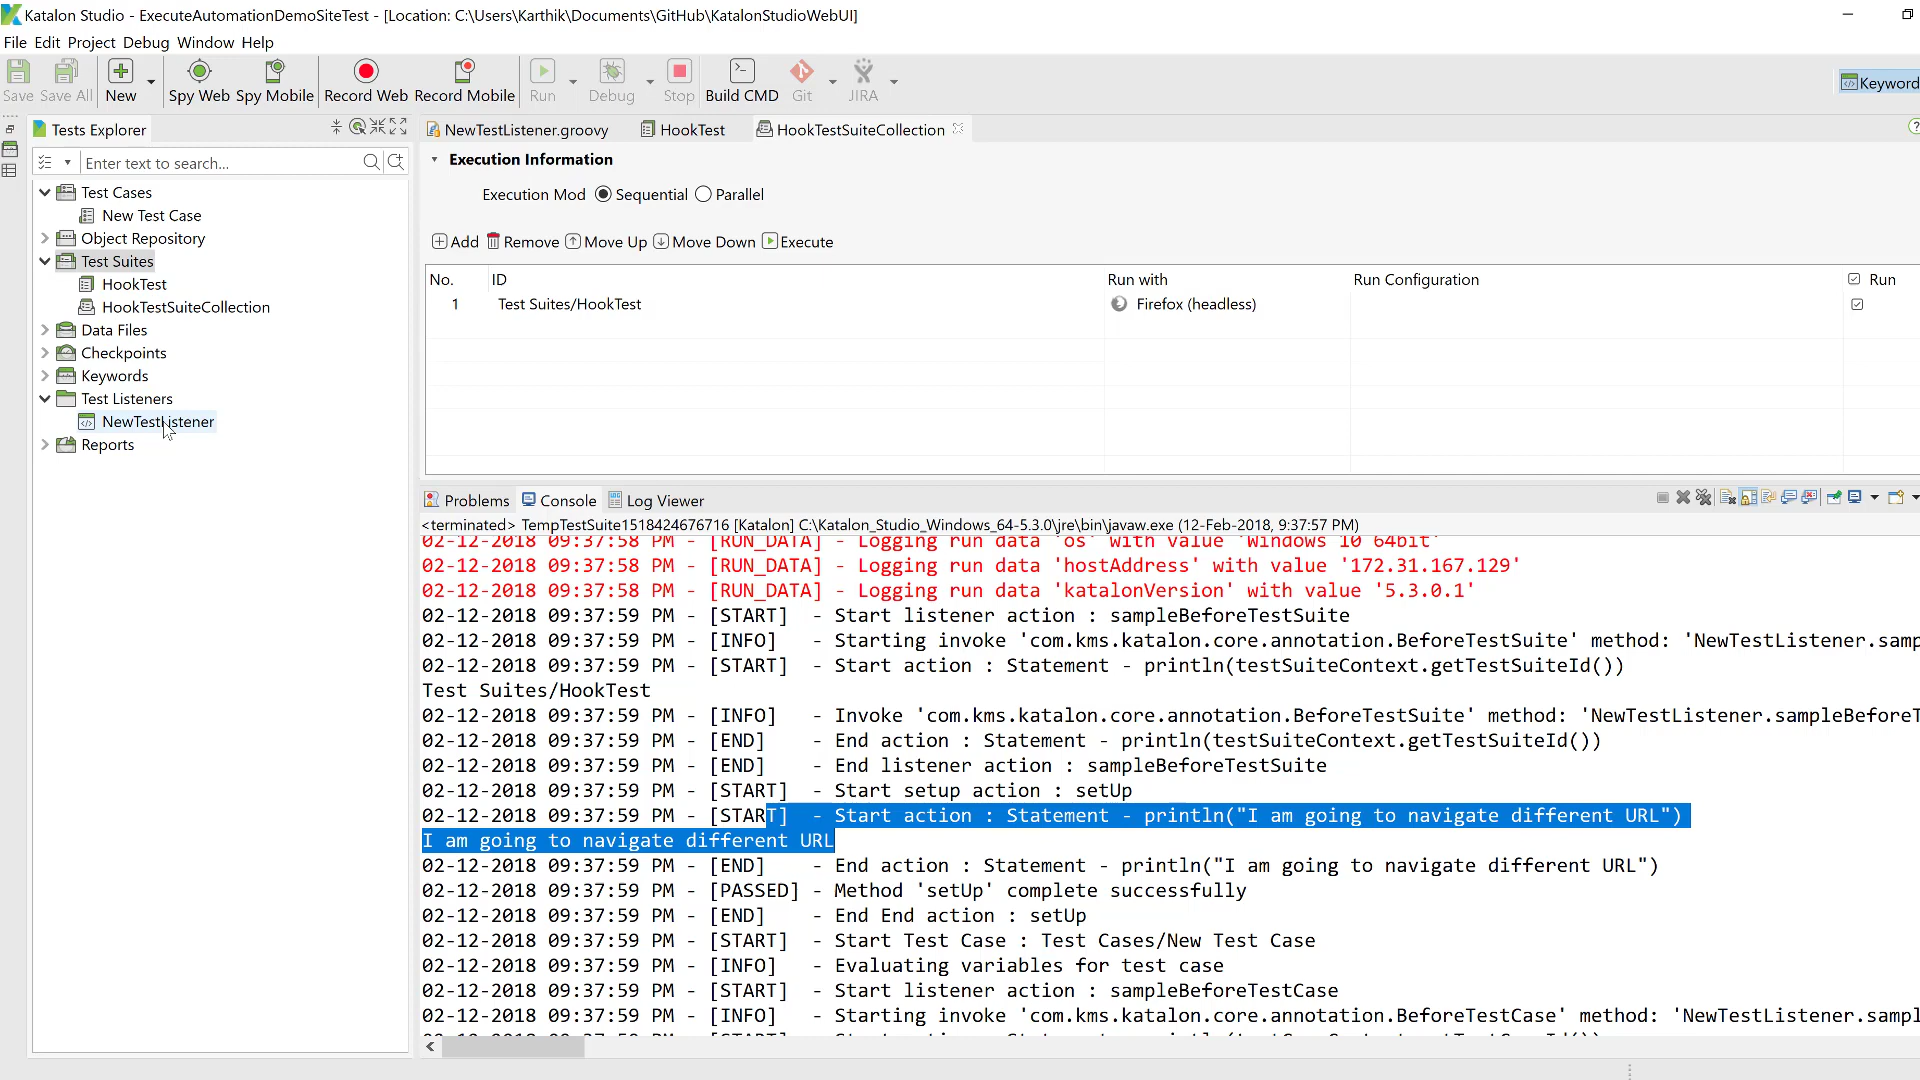 Katalon Studio - ExecuteAutomationDemoSiteTest - [Location: C:\Users\Karthik\Documents\GitHub\KatalonStudioWebUI]
File Edit Project Debug Window Help
Save Save All New Spy Web Spy Mobile Record Web Record Mobile Run Debug Stop Build CMD Git JIRA Keyword
Tests Explorer
Enter text to search...
Test Cases
New Test Case
Object Repository
Test Suites
HookTest
HookTestSuiteCollection
Data Files
Checkpoints
Keywords
Test Listeners
NewTestListener
Reports
NewTestListener.groovy HookTest HookTestSuiteCollection
Execution Information
Execution Mod Sequential Parallel
Add Remove Move Up Move Down Execute
No. ID Run with Run Configuration Run
1 Test Suites/HookTest Firefox (headless)
Problems Console Log Viewer
<terminated> TempTestSuite1518424676716 [Katalon] C:\Katalon_Studio_Windows_64-5.3.0\jre\bin\javaw.exe (12-Feb-2018, 9:37:57 PM)
02-12-2018 09:37:58 PM - [RUN_DATA] - Logging run data 'os' with value 'Windows 10 64bit'
02-12-2018 09:37:58 PM - [RUN_DATA] - Logging run data 'hostAddress' with value '172.31.167.129'
02-12-2018 09:37:58 PM - [RUN_DATA] - Logging run data 'katalonVersion' with value '5.3.0.1'
02-12-2018 09:37:59 PM - [START] - Start listener action : sampleBeforeTestSuite
02-12-2018 09:37:59 PM - [INFO] - Starting invoke 'com.kms.katalon.core.annotation.BeforeTestSuite' method: 'NewTestListener.samp
02-12-2018 09:37:59 PM - [START] - Start action : Statement - println(testSuiteContext.getTestSuiteId())
Test Suites/HookTest
02-12-2018 09:37:59 PM - [INFO] - Invoke 'com.kms.katalon.core.annotation.BeforeTestSuite' method: 'NewTestListener.sampleBeforeT
02-12-2018 09:37:59 PM - [END] - End action : Statement - println(testSuiteContext.getTestSuiteId())
02-12-2018 09:37:59 PM - [END] - End listener action : sampleBeforeTestSuite
02-12-2018 09:37:59 PM - [START] - Start setup action : setUp
02-12-2018 09:37:59 PM - [START] - Start action : Statement - println("I am going to navigate different URL")
I am going to navigate different URL
02-12-2018 09:37:59 PM - [END] - End action : Statement - println("I am going to navigate different URL")
02-12-2018 09:37:59 PM - [PASSED] - Method 'setUp' complete successfully
02-12-2018 09:37:59 PM - [END] - End End action : setUp
02-12-2018 09:37:59 PM - [START] - Start Test Case : Test Cases/New Test Case
02-12-2018 09:37:59 PM - [INFO] - Evaluating variables for test case
02-12-2018 09:37:59 PM - [START] - Start listener action : sampleBeforeTestCase
02-12-2018 09:37:59 PM - [INFO] - Starting invoke 'com.kms.katalon.core.annotation.BeforeTestCase' method: 'NewTestListener.sampl